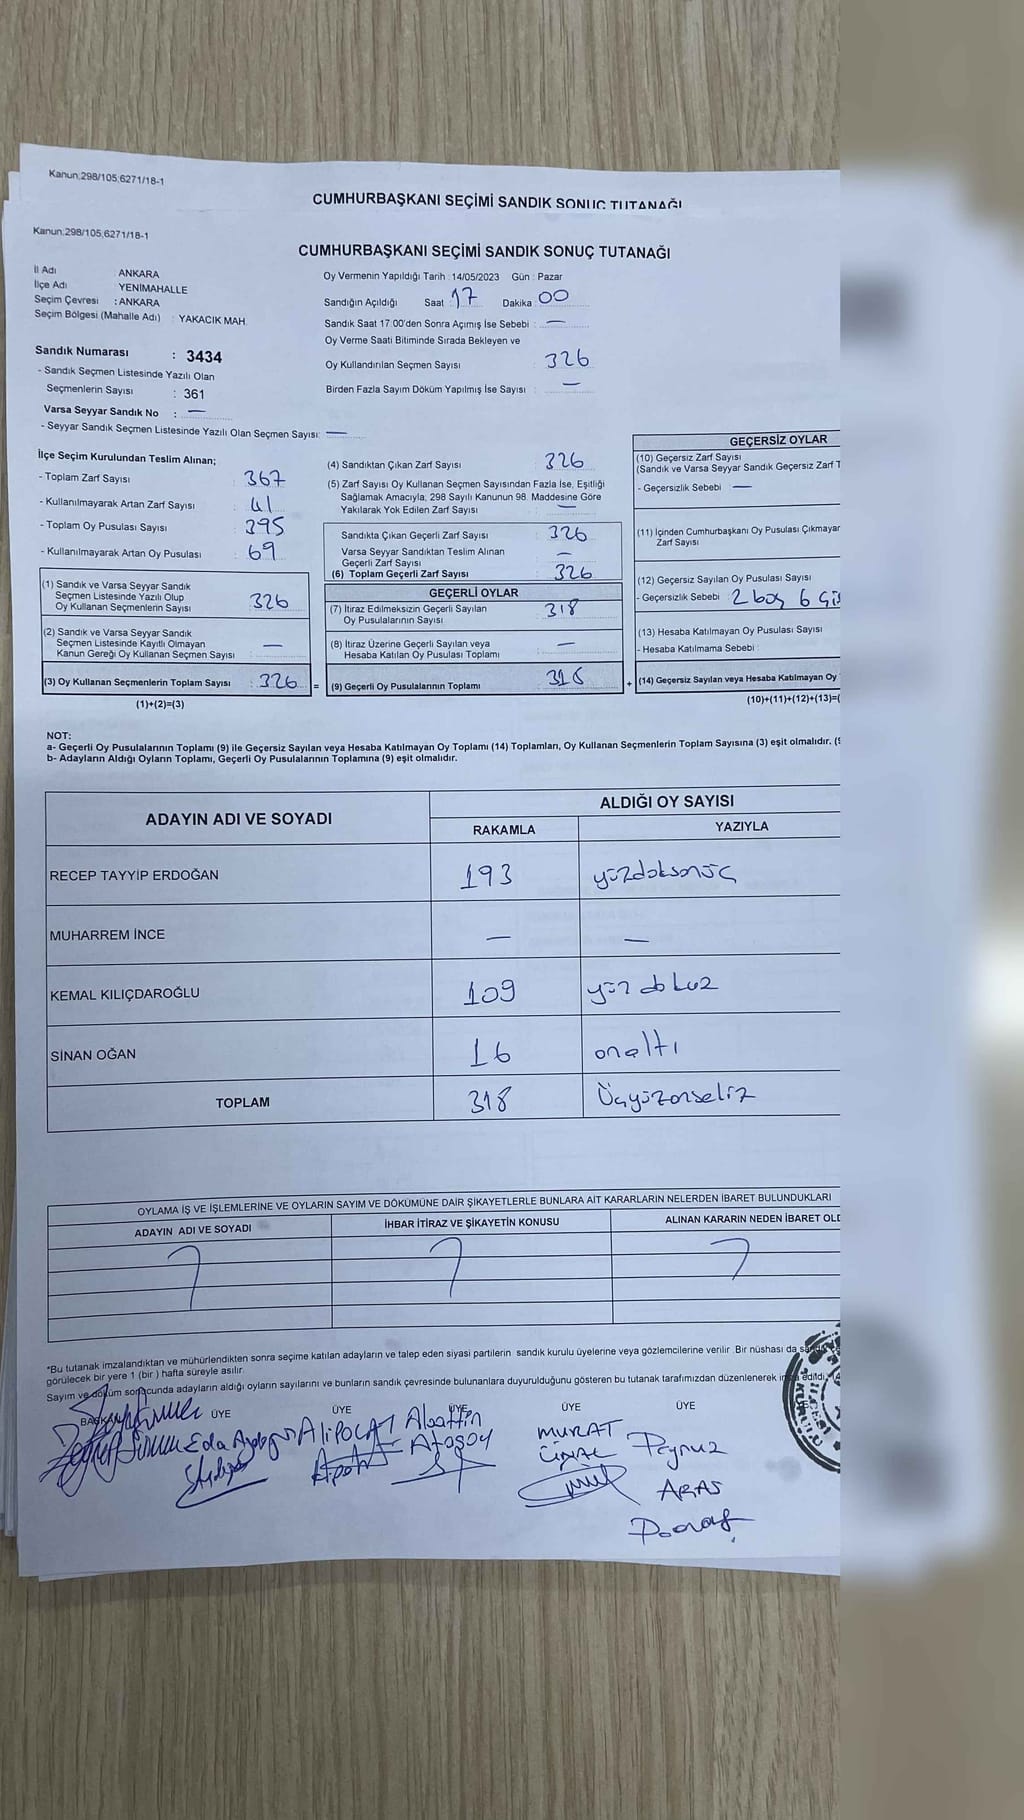 Kanun;298/105;6271/18-1
CUMHURBAŞKANI SEÇİMİ SANDIK SONUÇ TUTANAĞI
Kanun;298/105;6271/18-1
CUMHURBAŞKANI SEÇİMİ SANDIK SONUÇ TUTANAĞI
İl Adı : ANKARA
İlçe Adı : YENİMAHALLE
Seçim Çevresi : ANKARA
Seçim Bölgesi (Mahalle Adı) : YAKACIK MAH.
Oy Vermenin Yapıldığı Tarih : 14/05/2023 Gün : Pazar
Sandığın Açıldığı Saat : 17 Dakika : 00
Sandık Saat 17:00'den Sonra Açımış İse Sebebi : —
Oy Verme Saati Bitiminde Sırada Bekleyen ve
Oy Kullandırılan Seçmen Sayısı : 326
Birden Fazla Sayım Döküm Yapılmış İse Sayısı : —
Sandık Numarası : 3434
- Sandık Seçmen Listesinde Yazılı Olan
Seçmenlerin Sayısı : 361
Varsa Seyyar Sandık No : —
- Seyyar Sandık Seçmen Listesinde Yazılı Olan Seçmen Sayısı: —
İlçe Seçim Kurulundan Teslim Alınan;
- Toplam Zarf Sayısı : 367
- Kullanılmayarak Artan Zarf Sayısı : 41
- Toplam Oy Pusulası Sayısı : 395
- Kullanılmayarak Artan Oy Pusulası : 69
(1) Sandık ve Varsa Seyyar Sandık
Seçmen Listesinde Yazılı Olup
Oy Kullanan Seçmenlerin Sayısı : 326
(2) Sandık ve Varsa Seyyar Sandık
Seçmen Listesinde Kayıtlı Olmayan
Kanun Gereği Oy Kullanan Seçmen Sayısı : —
(3) Oy Kullanan Seçmenlerin Toplam Sayısı : 326 =
(1)+(2)=(3)
(4) Sandıktan Çıkan Zarf Sayısı : 326
(5) Zarf Sayısı Oy Kullanan Seçmen Sayısından Fazla İse, Eşitliği
Sağlamak Amacıyla; 298 Sayılı Kanunun 98. Maddesine Göre
Yakılarak Yok Edilen Zarf Sayısı : —
Sandıkta Çıkan Geçerli Zarf Sayısı : 326
Varsa Seyyar Sandıktan Teslim Alınan
Geçerli Zarf Sayısı : —
(6) Toplam Geçerli Zarf Sayısı : 326
GEÇERLİ OYLAR
(7) İtiraz Edilmeksizin Geçerli Sayılan
Oy Pusulalarının Sayısı : 318
(8) İtiraz Üzerine Geçerli Sayılan veya
Hesaba Katılan Oy Pusulası Toplamı : —
(9) Geçerli Oy Pusulalarının Toplamı : 318 +
GEÇERSİZ OYLAR
(10) Geçersiz Zarf Sayısı
(Sandık ve Varsa Seyyar Sandık Geçersiz Zarf T
- Geçersizlik Sebebi : —
(11) İçinden Cumhurbaşkanı Oy Pusulası Çıkmayan
Zarf Sayısı
(12) Geçersiz Sayılan Oy Pusulası Sayısı
- Geçersizlik Sebebi : 2 boş 6
(13) Hesaba Katılmayan Oy Pusulası Sayısı
- Hesaba Katılmama Sebebi :
(14) Geçersiz Sayılan veya Hesaba Katılmayan Oy
(10)+(11)+(12)+(13)=(
NOT:
a- Geçerli Oy Pusulalarının Toplamı (9) ile Geçersiz Sayılan veya Hesaba Katılmayan Oy Toplamı (14) Toplamları, Oy Kullanan Seçmenlerin Toplam Sayısına (3) eşit olmalıdır. (
b- Adayların Aldığı Oyların Toplamı, Geçerli Oy Pusulalarının Toplamına (9) eşit olmalıdır.
ADAYIN ADI VE SOYADI
ALDIĞI OY SAYISI
RAKAMLA YAZIYLA
RECEP TAYYİP ERDOĞAN 193 yüzdoksanüç
MUHARREM İNCE — —
KEMAL KILIÇDAROĞLU 109 yüzdokuz
SİNAN OĞAN 16 onaltı
TOPLAM 318 Üçyüzonsekiz
OYLAMA İŞ VE İŞLEMLERİNE VE OYLARIN SAYIM VE DÖKÜMÜNE DAİR ŞİKAYETLERLE BUNLARA AİT KARARLARIN NELERDEN İBARET BULUNDUKLARI
ADAYIN ADI VE SOYADI İHBAR İTİRAZ VE ŞİKAYETİN KONUSU ALINAN KARARIN NEDEN İBARET OLD
*Bu tutanak imzalandıktan ve mühürlendikten sonra seçime katılan adayların ve talep eden siyasi partilerin sandık kurulu üyelerine veya gözlemcilerine verilir. Bir nüshası da
görülecek bir yere 1 (bir ) hafta süreyle asılır.
Sayım ve döküm sonucunda adayların aldığı oyların sayılarını ve bunların sandık çevresinde bulunanlara duyurulduğunu gösteren bu tutanak tarafımızdan düzenlenerek imza edildi.
BAŞKAN ÜYE ÜYE ÜYE ÜYE ÜYE
Eda ALİ POLAT Alaattin
MURAT
ÜNAL
ARAS